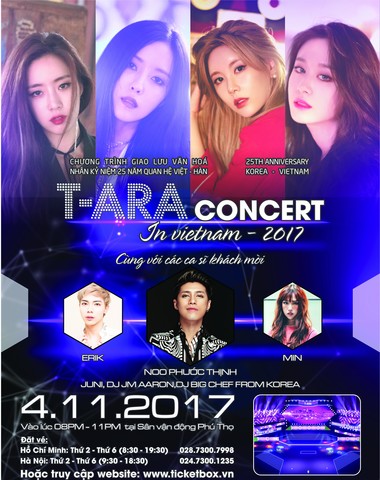 CHƯƠNG TRÌNH GIAO LƯU VĂN HOÁ
NHÂN KỶ NIỆM 25 NĂM QUAN HỆ VIỆT - HÀN
25TH ANNIVERSARY
KOREA - VIETNAM
T-ARA CONCERT
In vietnam - 2017
Cùng với các ca sĩ khách mời
ERIK
MIN
NOO PHƯỚC THỊNH
JUNI, DJ JM AARON,DJ BIG CHEF FROM KOREA
4.11.2017
Vào lúc 08PM - 11PM tại Sân vận động Phú Thọ
Đặt vé:
Hồ Chí Minh: Thứ 2 - Thứ 6 (8:30 - 19:30) 028.7300.7998
Hà Nội: Thứ 2 - Thứ 6 (9:30 - 18:30) 024.7300.1235
Hoặc truy cập website: www.ticketbox.vn